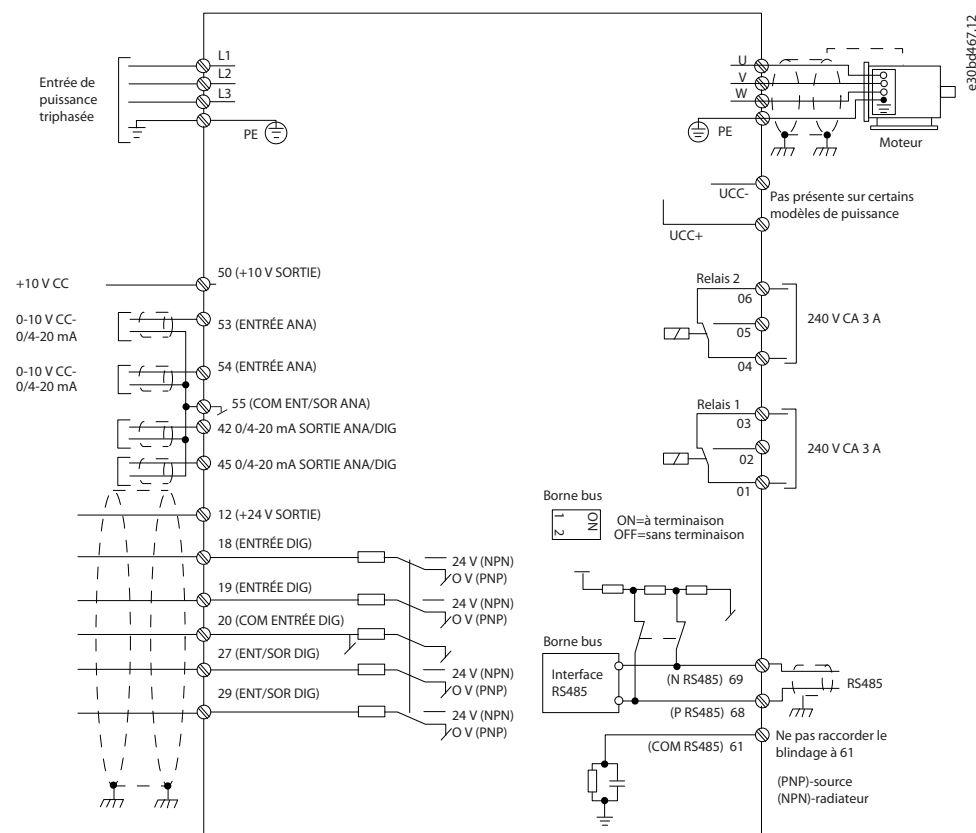 e30bd467.12
Entrée de
puissance
triphasée
L1
L2
L3
PE
U
V
W
PE
Moteur
UCC-
Pas présente sur certains
modèles de puissance
UCC+
+10 V CC
50 (+10 V SORTIE)
0-10 V CC-
0/4-20 mA
53 (ENTRÉE ANA)
0-10 V CC-
0/4-20 mA
54 (ENTRÉE ANA)
55 (COM ENT/SOR ANA)
42 0/4-20 mA SORTIE ANA/DIG
45 0/4-20 mA SORTIE ANA/DIG
12 (+24 V SORTIE)
18 (ENTRÉE DIG)
24 V (NPN)
O V (PNP)
19 (ENTRÉE DIG)
24 V (NPN)
O V (PNP)
20 (COM ENTRÉE DIG)
27 (ENT/SOR DIG)
24 V (NPN)
O V (PNP)
29 (ENT/SOR DIG)
24 V (NPN)
O V (PNP)
Relais 2
06
05
04
240 V CA 3 A
Relais 1
03
02
01
240 V CA 3 A
Borne bus
1 2
ON
ON=à terminaison
OFF=sans terminaison
Borne bus
Interface
RS485
(N RS485) 69
RS485
(P RS485) 68
(COM RS485) 61
Ne pas raccorder le
blindage à 61
(PNP)-source
(NPN)-radiateur